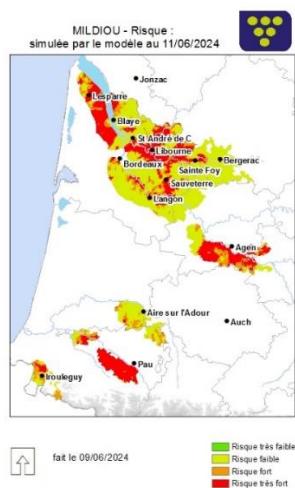 MILDIOU - Risque :
simulée par le modèle au 11/06/2024
Jonzac
Lesparre
Blaye
St André de C
Libourne
Bordeaux
Bergerac
Sainte Foy
Sauveterre
Langon
Agen
Aire sur l'Adour
Auch
Pau
Irouleguy
fait le 09/06/2024
Risque très faible
Risque faible
Risque fort
Risque très fort